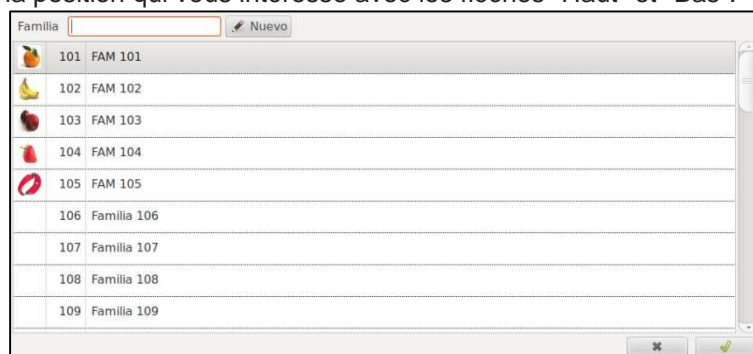 la position qui vous intéresse avec les flèches "Haut" et "Bas".
Familia Nuevo
101 FAM 101
102 FAM 102
103 FAM 103
104 FAM 104
105 FAM 105
106 Familia 106
107 Familia 107
108 Familia 108
109 Familia 109